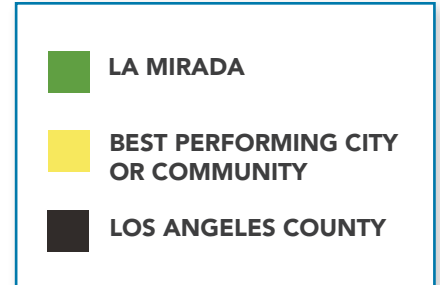 LA MIRADA
BEST PERFORMING CITY
OR COMMUNITY
LOS ANGELES COUNTY